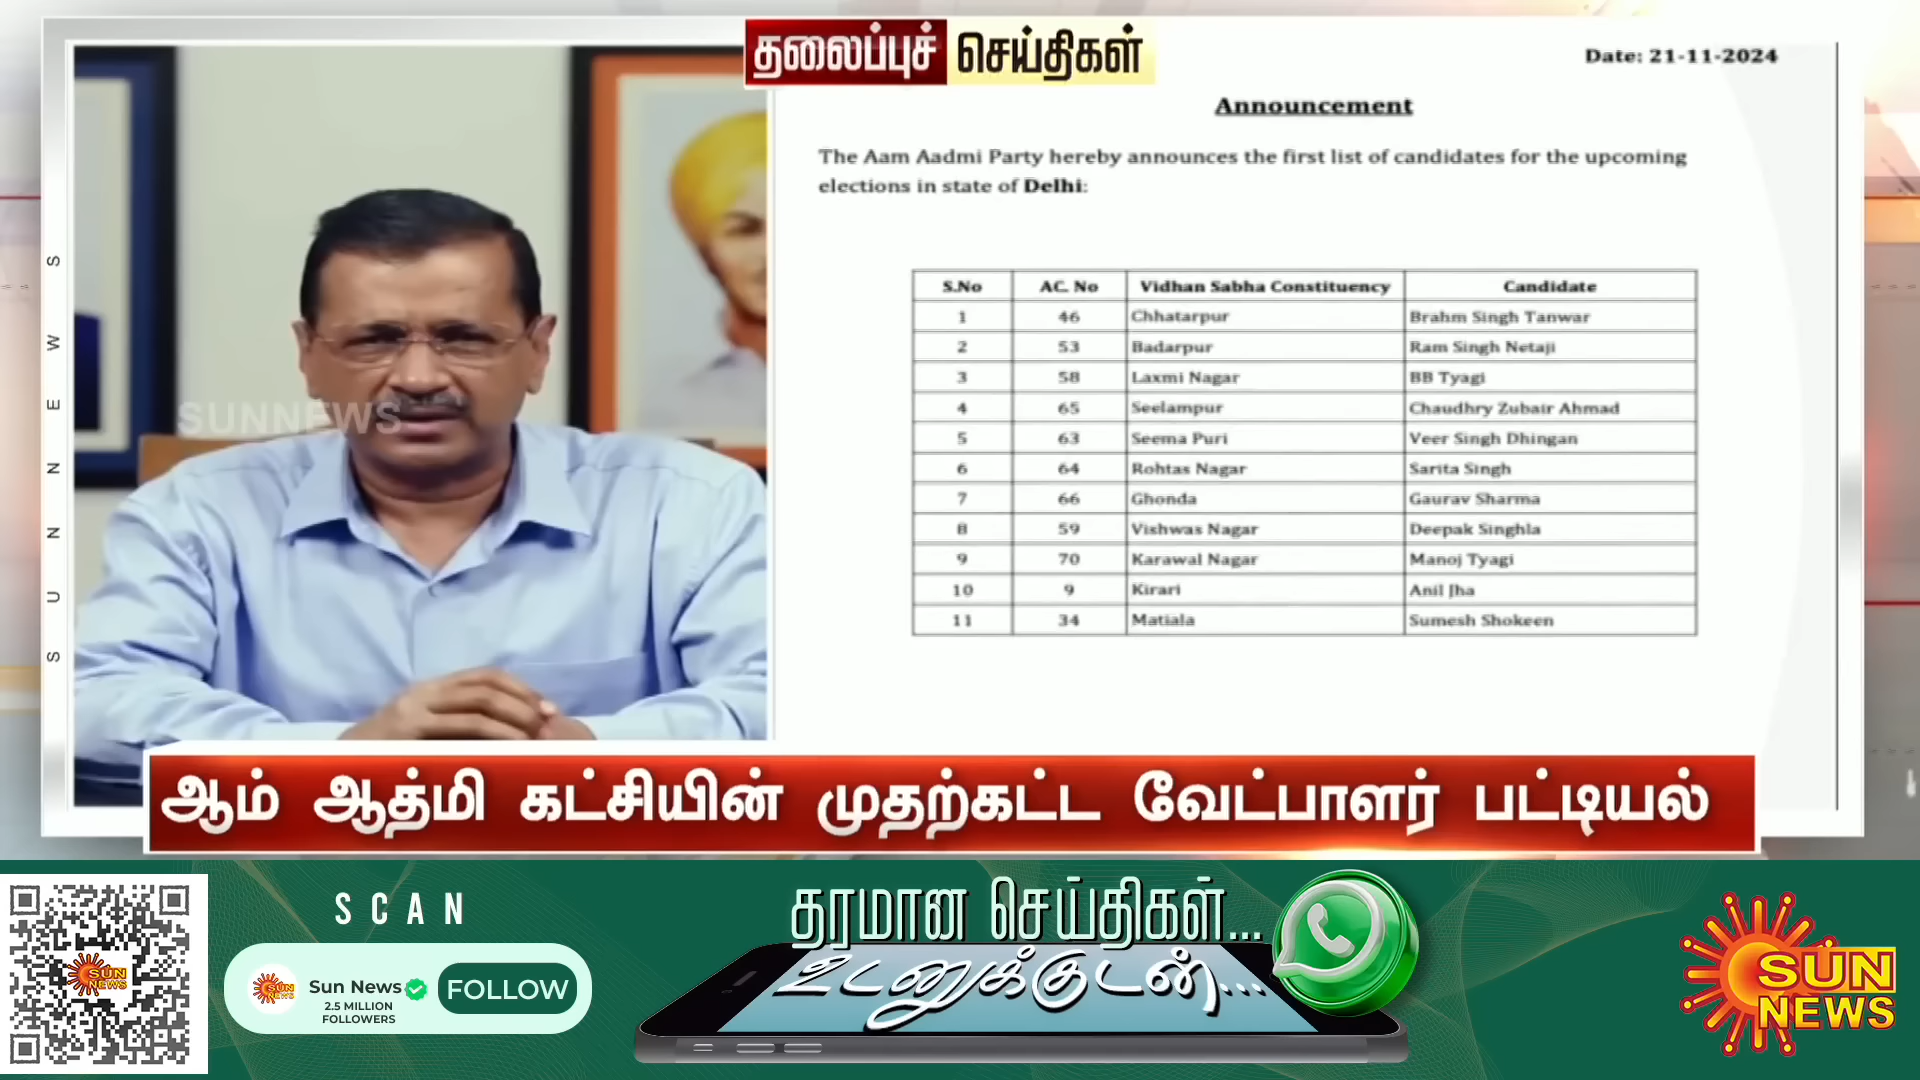 தலைப்புச் செய்திகள்
Date: 21-11-2024
Announcement
The Aam Aadmi Party hereby announces the first list of candidates for the upcoming
elections in state of Delhi:
S.No AC. No Vidhan Sabha Constituency Candidate
1 46 Chhatarpur Brahm Singh Tanwar
2 53 Badarpur Ram Singh Netaji
3 58 Laxmi Nagar BB Tyagi
4 65 Seelampur Chaudhry Zubair Ahmad
5 63 Seema Puri Veer Singh Dhingan
6 64 Rohtas Nagar Sarita Singh
7 66 Ghonda Gaurav Sharma
8 59 Vishwas Nagar Deepak Singhla
9 70 Karawal Nagar Manoj Tyagi
10 9 Kirari Anil Jha
11 34 Matiala Sumesh Shokeen
SUNNEWS
SUNNEWS
ஆம் ஆத்மி கட்சியின் முதற்கட்ட வேட்பாளர் பட்டியல்
SCAN
SUN NEWS
SUN NEWS
Sun News
2.5 MILLION
FOLLOWERS
FOLLOW
தரமான செய்திகள்...
உடனுக்குடன்...
SUN
NEWS